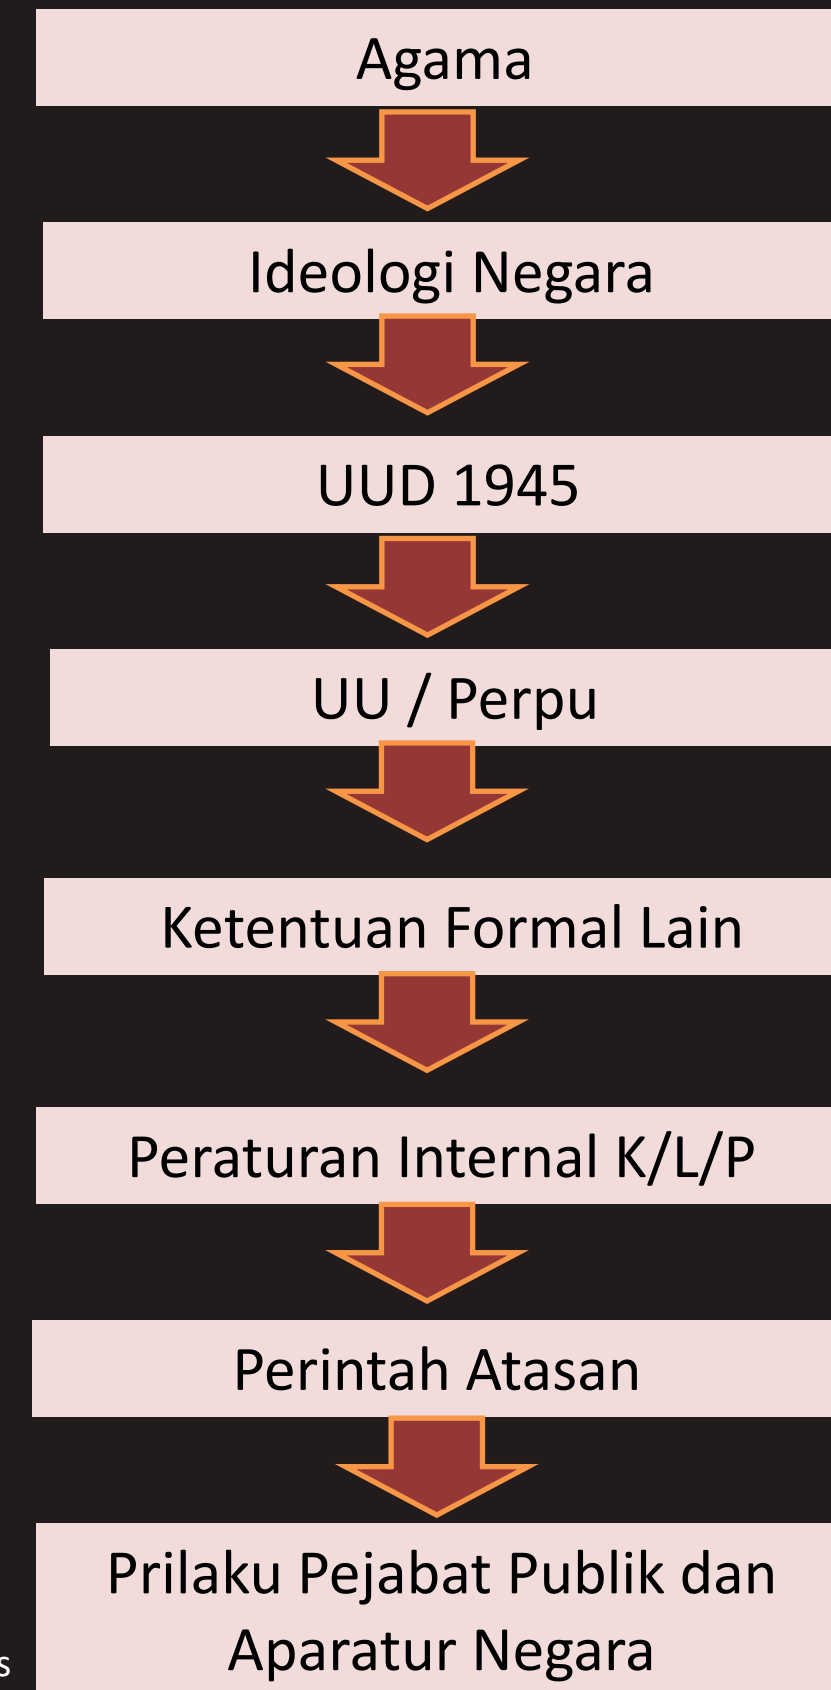 Agama
Ideologi Negara
UUD 1945
UU / Perpu
Ketentuan Formal Lain
Peraturan Internal K/L/P
Perintah Atasan
Prilaku Pejabat Publik dan
Aparatur Negara
s